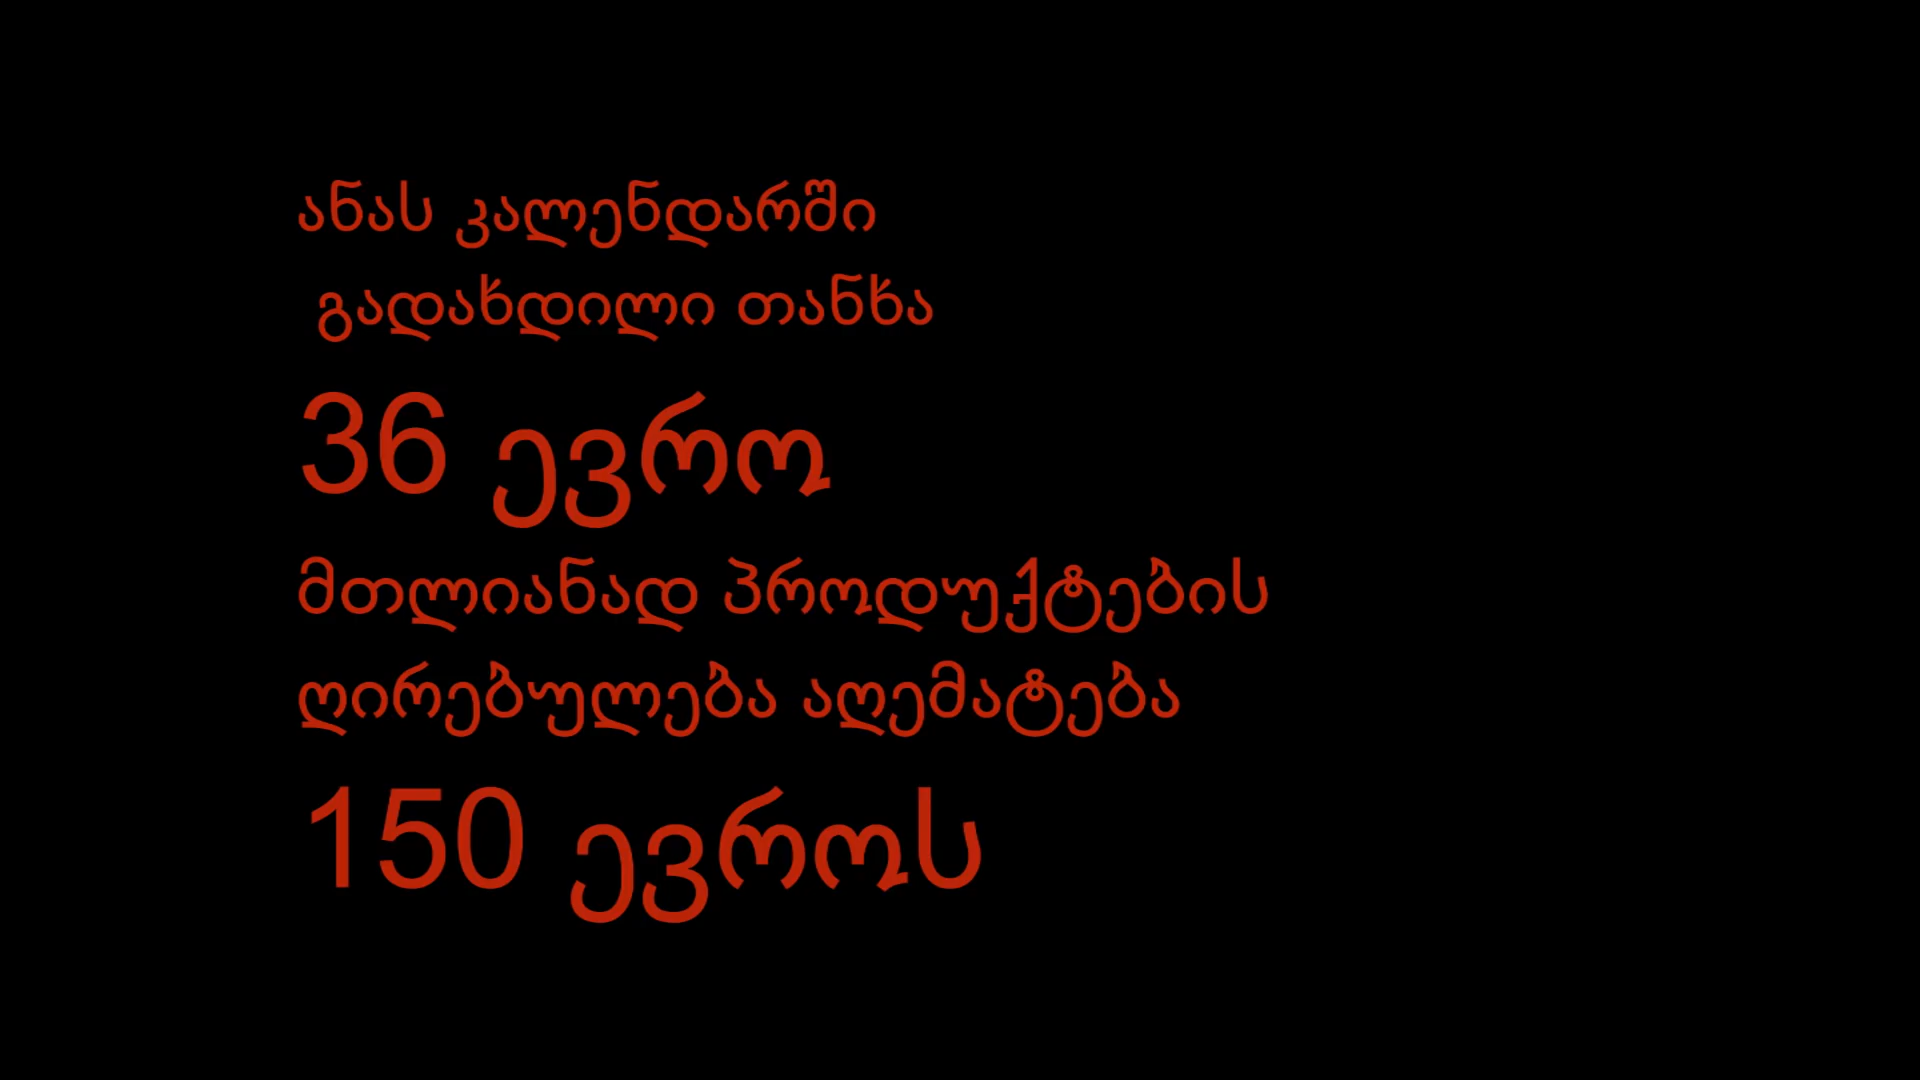 ანას კალენდარში
გადახდილი თანხა
36 ევრო
მთლიანად პროდუქტების
ღირებულება აღემატება
150 ევროს